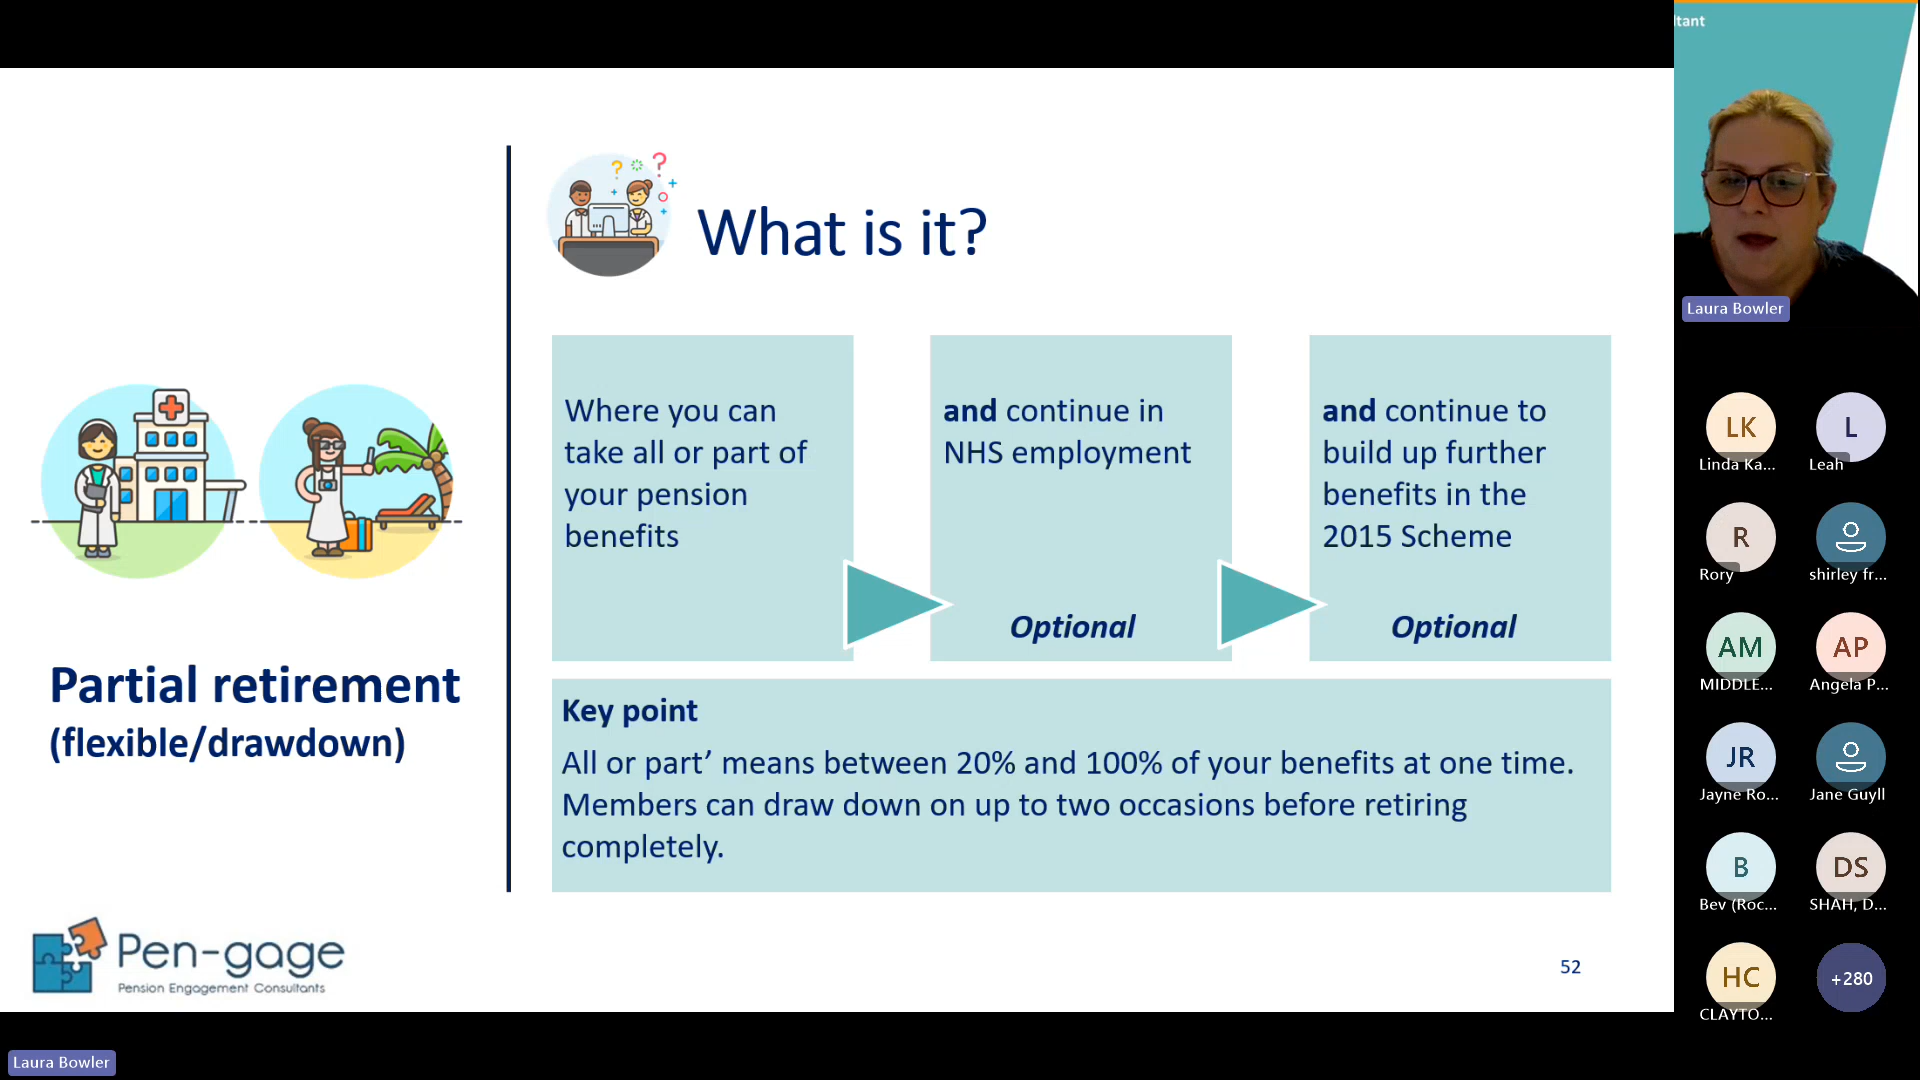 What is it?
Where you can
take all or part of
your pension
benefits
and continue in
NHS employment
Optional
and continue to
build up further
benefits in the
2015 Scheme
Optional
Partial retirement
(flexible/drawdown)
Key point
All or part’ means between 20% and 100% of your benefits at one time.
Members can draw down on up to two occasions before retiring
completely.
Pen-gage
Pension Engagement Consultants
52
Laura Bowler
ltant
Laura Bowler
LK
Linda Ka...
L
Leah
R
Rory
shirley fr...
AM
MIDDLE...
AP
Angela P...
JR
Jayne Ro...
Jane Guyll
B
Bev (Roc...
DS
SHAH, D...
HC
CLAYTO...
+280